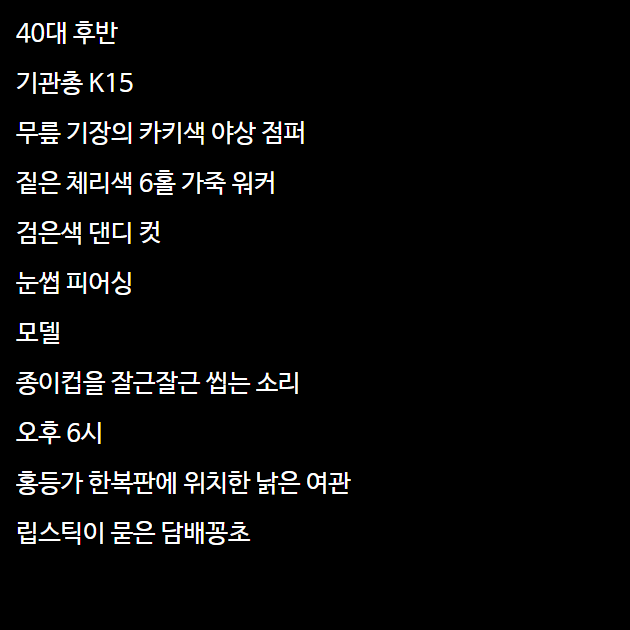 40대 후반
기관총 K15
무릎 기장의 카키색 야상 점퍼
짙은 체리색 6홀 가죽 워커
검은색 댄디 컷
눈썹 피어싱
모델
종이컵을 잘근잘근 씹는 소리
오후 6시
홍등가 한복판에 위치한 낡은 여관
립스틱이 묻은 담배꽁초